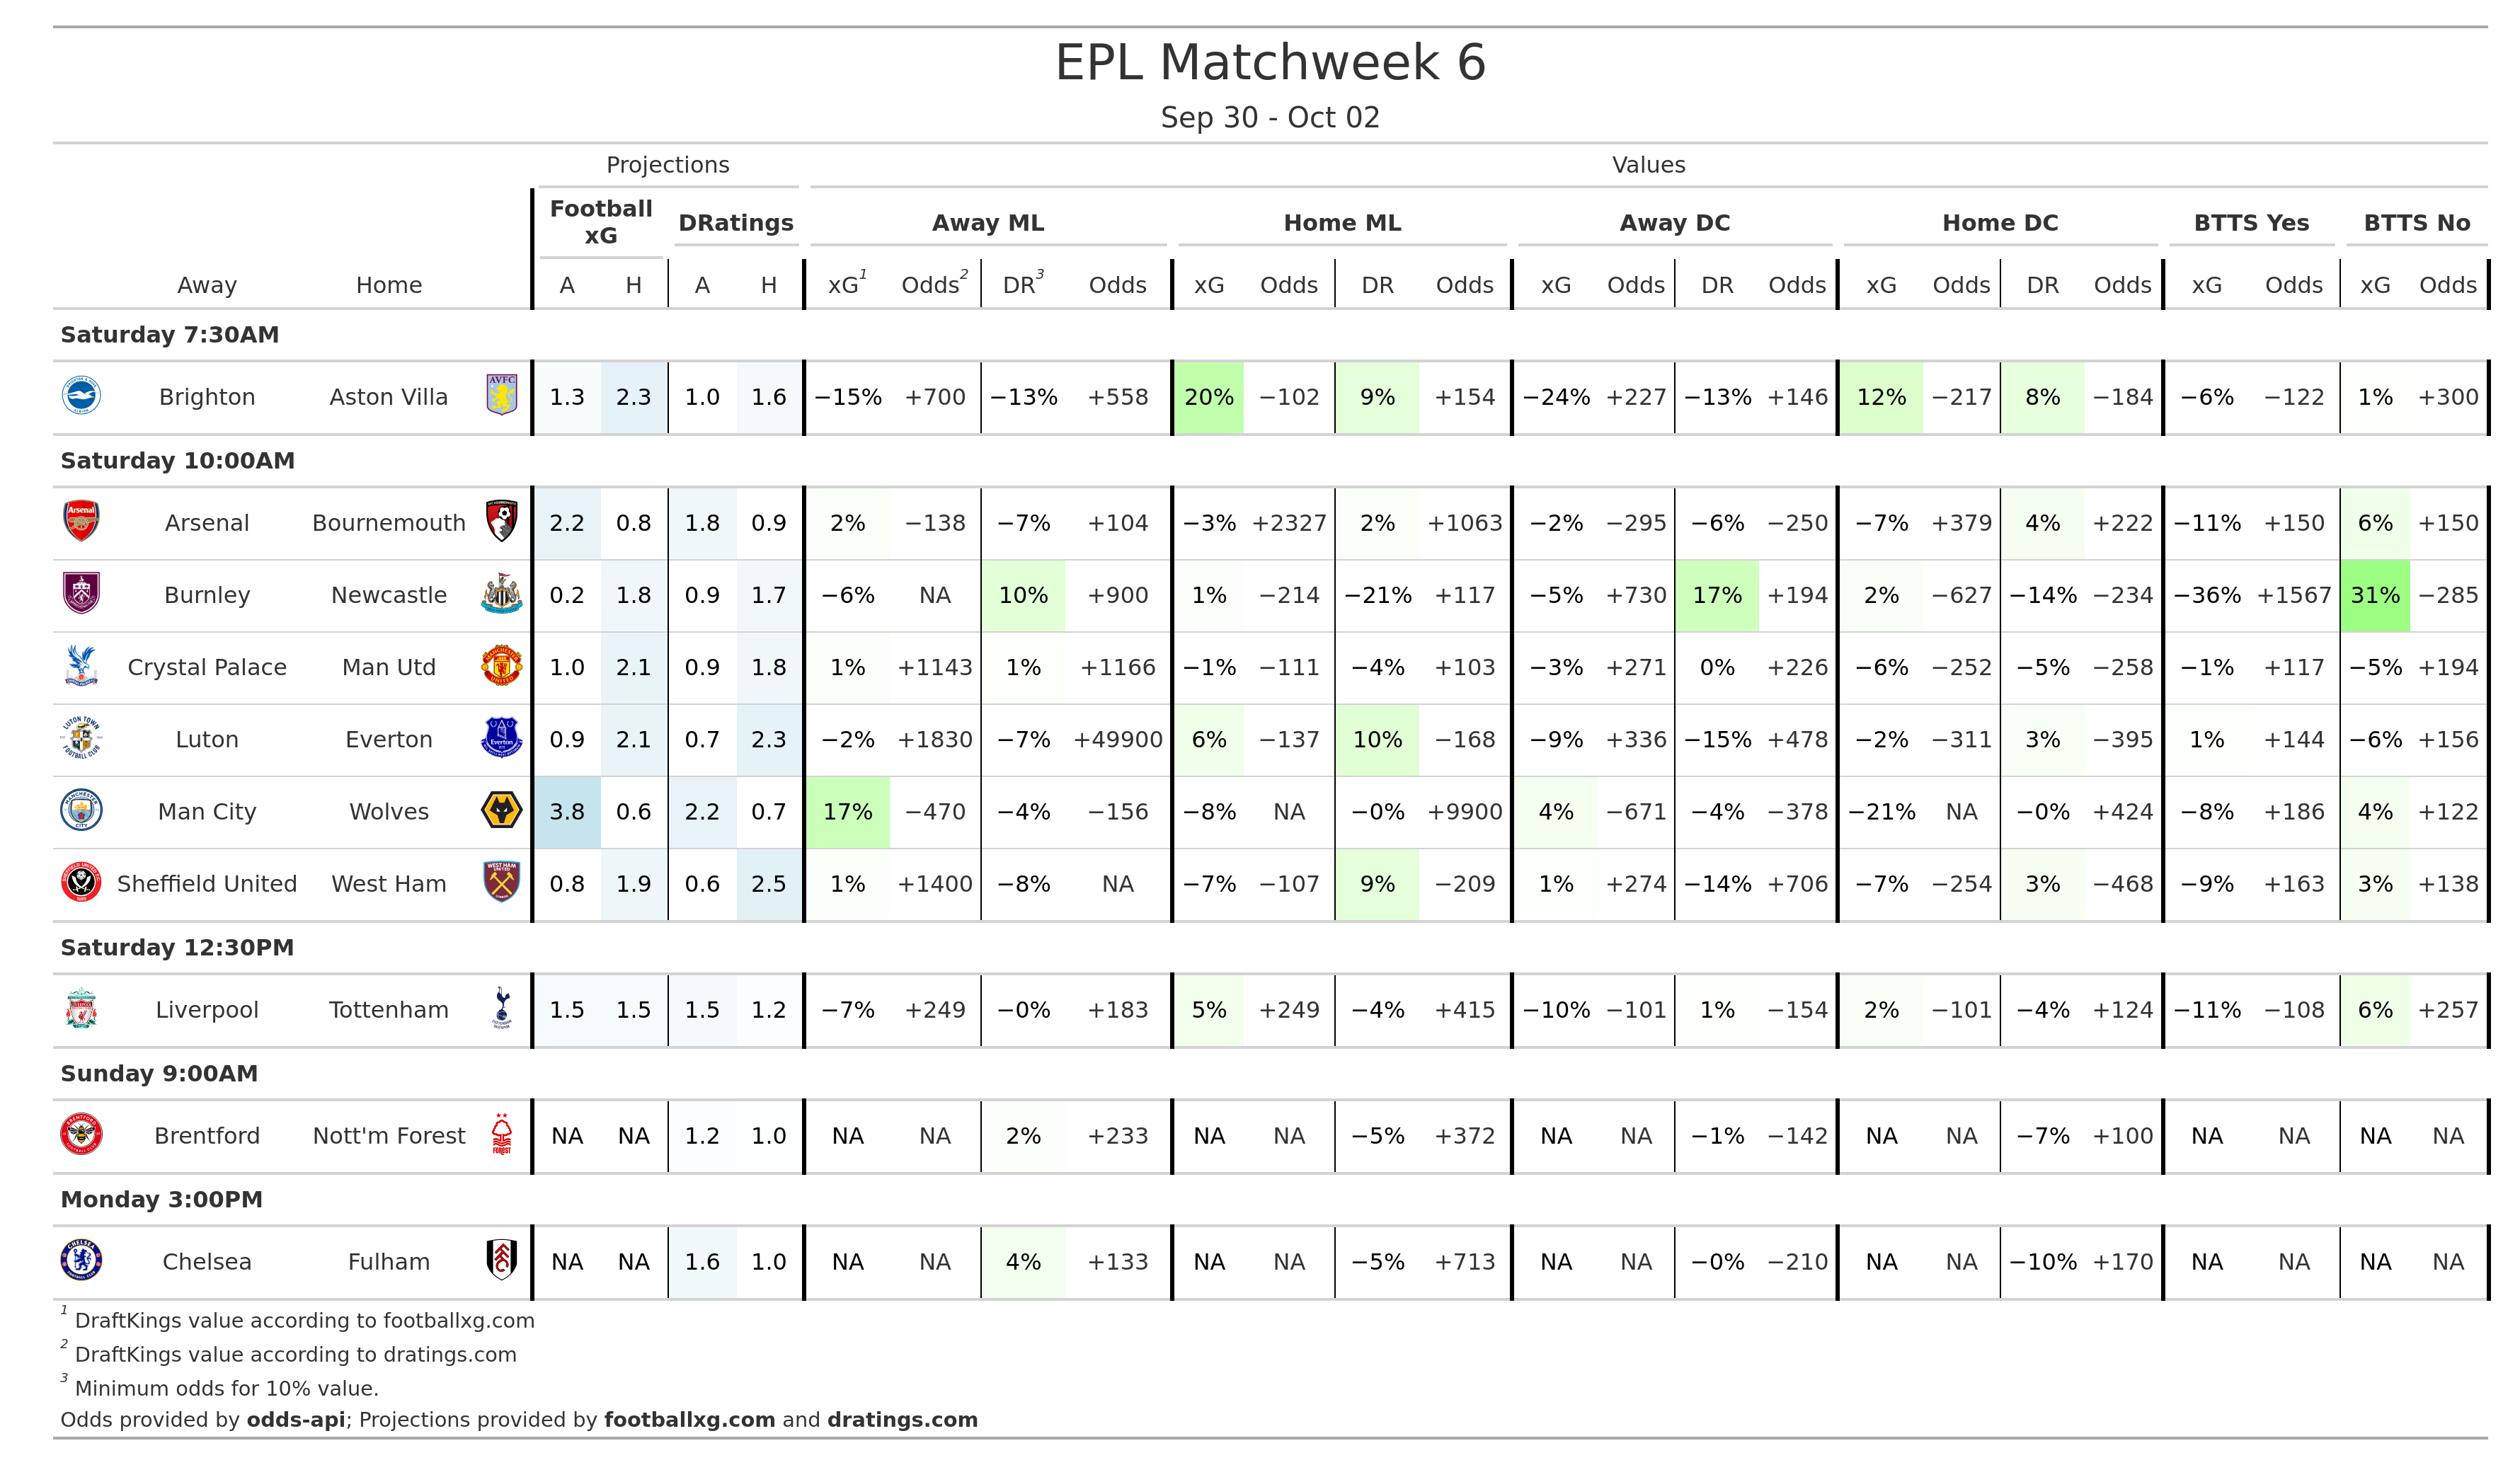 EPL Matchweek 6
Sep 30 - Oct 02
Projections Values
Football xG DRatings Away ML Home ML Away DC Home DC BTTS Yes BTTS No
Away Home A H A H xG1 Odds2 DR3 Odds xG Odds DR Odds xG Odds DR Odds xG Odds DR Odds xG Odds xG Odds
Saturday 7:30AM
Brighton Aston Villa AVFC 1.3 2.3 1.0 1.6 −15% +700 −13% +558 20% −102 9% +154 −24% +227 −13% +146 12% −217 8% −184 −6% −122 1% +300
Saturday 10:00AM
Arsenal Arsenal Bournemouth 2.2 0.8 1.8 0.9 2% −138 −7% +104 −3% +2327 2% +1063 −2% −295 −6% −250 −7% +379 4% +222 −11% +150 6% +150
Burnley Newcastle 0.2 1.8 0.9 1.7 −6% NA 10% +900 1% −214 −21% +117 −5% +730 17% +194 2% −627 −14% −234 −36% +1567 31% −285
Crystal Palace Man Utd 1.0 2.1 0.9 1.8 1% +1143 1% +1166 −1% −111 −4% +103 −3% +271 0% +226 −6% −252 −5% −258 −1% +117 −5% +194
LUTON TOWN FOOTBALL CLUB Luton Everton Everton 0.9 2.1 0.7 2.3 −2% +1830 −7% +49900 6% −137 10% −168 −9% +336 −15% +478 −2% −311 3% −395 1% +144 −6% +156
MANCHESTER CITY Man City Wolves 3.8 0.6 2.2 0.7 17% −470 −4% −156 −8% NA −0% +9900 4% −671 −4% −378 −21% NA −0% +424 −8% +186 4% +122
Sheffield United West Ham WEST HAM UNITED 0.8 1.9 0.6 2.5 1% +1400 −8% NA −7% −107 9% −209 1% +274 −14% +706 −7% −254 3% −468 −9% +163 3% +138
Saturday 12:30PM
Liverpool Tottenham 1.5 1.5 1.5 1.2 −7% +249 −0% +183 5% +249 −4% +415 −10% −101 1% −154 2% −101 −4% +124 −11% −108 6% +257
Sunday 9:00AM
Brentford Nott'm Forest FOREST NA NA 1.2 1.0 NA NA 2% +233 NA NA −5% +372 NA NA −1% −142 NA NA −7% +100 NA NA NA NA
Monday 3:00PM
CHELSEA Chelsea Fulham NA NA 1.6 1.0 NA NA 4% +133 NA NA −5% +713 NA NA −0% −210 NA NA −10% +170 NA NA NA NA
1 DraftKings value according to footballxg.com
2 DraftKings value according to dratings.com
3 Minimum odds for 10% value.
Odds provided by odds-api; Projections provided by footballxg.com and dratings.com